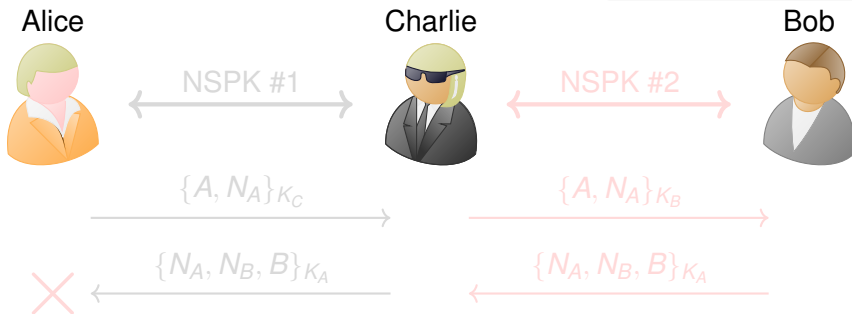 Alice Charlie Bob
NSPK #1 NSPK #2
{A, N_A}_{K_C} {A, N_A}_{K_B}
{N_A, N_B, B}_{K_A} {N_A, N_B, B}_{K_A}